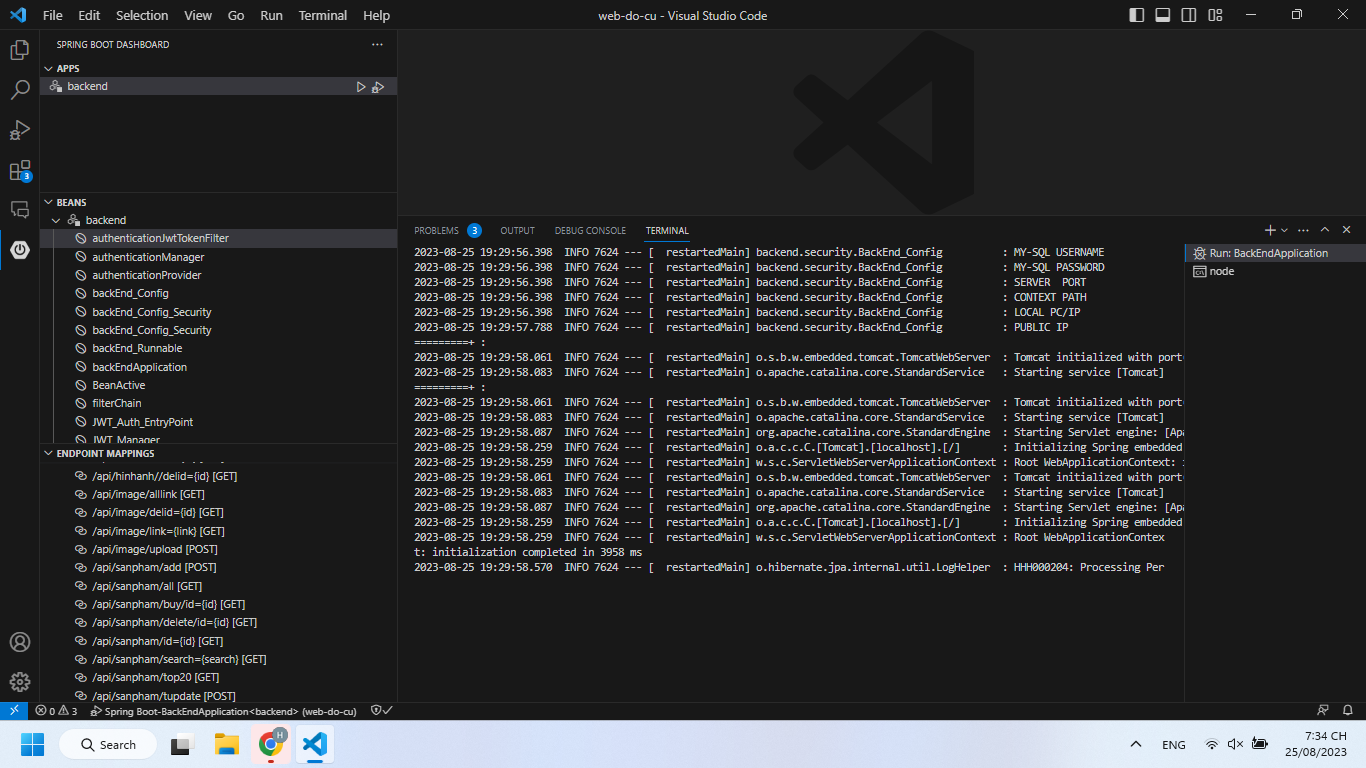 File Edit Selection View Go Run Terminal Help
web-do-cu - Visual Studio Code
SPRING BOOT DASHBOARD
APPS
backend
BEANS
backend
authenticationJwtTokenFilter
authenticationManager
authenticationProvider
backEnd_Config
backEnd_Config_Security
backEnd_Config_Security
backEnd_Runnable
backEndApplication
BeanActive
filterChain
JWT_Auth_EntryPoint
JWT_Manager
ENDPOINT MAPPINGS
/api/hinhanh//delid={id} [GET]
/api/image/alllink [GET]
/api/image/delid={id} [GET]
/api/image/link={link} [GET]
/api/image/upload [POST]
/api/sanpham/add [POST]
/api/sanpham/all [GET]
/api/sanpham/buy/id={id} [GET]
/api/sanpham/delete/id={id} [GET]
/api/sanpham/id={id} [GET]
/api/sanpham/search={search} [GET]
/api/sanpham/top20 [GET]
/api/sanpham/tupdate [POST]
3
PROBLEMS 3 OUTPUT DEBUG CONSOLE TERMINAL
2023-08-25 19:29:56.398  INFO 7624 --- [  restartedMain] backend.security.BackEnd_Config          : MY-SQL USERNAME
2023-08-25 19:29:56.398  INFO 7624 --- [  restartedMain] backend.security.BackEnd_Config          : MY-SQL PASSWORD
2023-08-25 19:29:56.398  INFO 7624 --- [  restartedMain] backend.security.BackEnd_Config          : SERVER  PORT
2023-08-25 19:29:56.398  INFO 7624 --- [  restartedMain] backend.security.BackEnd_Config          : CONTEXT PATH
2023-08-25 19:29:56.398  INFO 7624 --- [  restartedMain] backend.security.BackEnd_Config          : LOCAL PC/IP
2023-08-25 19:29:57.788  INFO 7624 --- [  restartedMain] backend.security.BackEnd_Config          : PUBLIC IP
=========+ :
2023-08-25 19:29:58.061  INFO 7624 --- [  restartedMain] o.s.b.w.embedded.tomcat.TomcatWebServer  : Tomcat initialized with port
2023-08-25 19:29:58.083  INFO 7624 --- [  restartedMain] o.apache.catalina.core.StandardService   : Starting service [Tomcat]
=========+ :
2023-08-25 19:29:58.061  INFO 7624 --- [  restartedMain] o.s.b.w.embedded.tomcat.TomcatWebServer  : Tomcat initialized with port
2023-08-25 19:29:58.083  INFO 7624 --- [  restartedMain] o.apache.catalina.core.StandardService   : Starting service [Tomcat]
2023-08-25 19:29:58.087  INFO 7624 --- [  restartedMain] org.apache.catalina.core.StandardEngine  : Starting Servlet engine: [Apa
2023-08-25 19:29:58.259  INFO 7624 --- [  restartedMain] o.a.c.c.C.[Tomcat].[localhost].[/]       : Initializing Spring embedded
2023-08-25 19:29:58.259  INFO 7624 --- [  restartedMain] w.s.c.ServletWebServerApplicationContext : Root WebApplicationContext:
2023-08-25 19:29:58.061  INFO 7624 --- [  restartedMain] o.s.b.w.embedded.tomcat.TomcatWebServer  : Tomcat initialized with port
2023-08-25 19:29:58.083  INFO 7624 --- [  restartedMain] o.apache.catalina.core.StandardService   : Starting service [Tomcat]
2023-08-25 19:29:58.087  INFO 7624 --- [  restartedMain] org.apache.catalina.core.StandardEngine  : Starting Servlet engine: [Apa
2023-08-25 19:29:58.259  INFO 7624 --- [  restartedMain] o.a.c.c.C.[Tomcat].[localhost].[/]       : Initializing Spring embedded
2023-08-25 19:29:58.259  INFO 7624 --- [  restartedMain] w.s.c.ServletWebServerApplicationContext : Root WebApplicationContex
t: initialization completed in 3958 ms
2023-08-25 19:29:58.570  INFO 7624 --- [  restartedMain] o.hibernate.jpa.internal.util.LogHelper  : HHH000204: Processing Per
Run: BackEndApplication
node
0 3 Spring Boot-BackEndApplication<backend> (web-do-cu)
Search
H
ENG
7:34 CH
25/08/2023